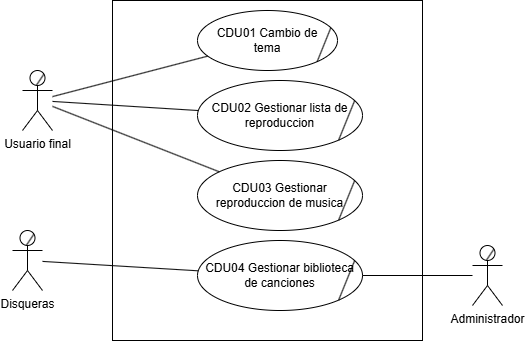 CDU01 Cambio de
tema
CDU02 Gestionar lista de
reproduccion
Usuario final
CDU03 Gestionar
reproduccion de musica
CDU04 Gestionar biblioteca
de canciones
Disqueras
Administrador